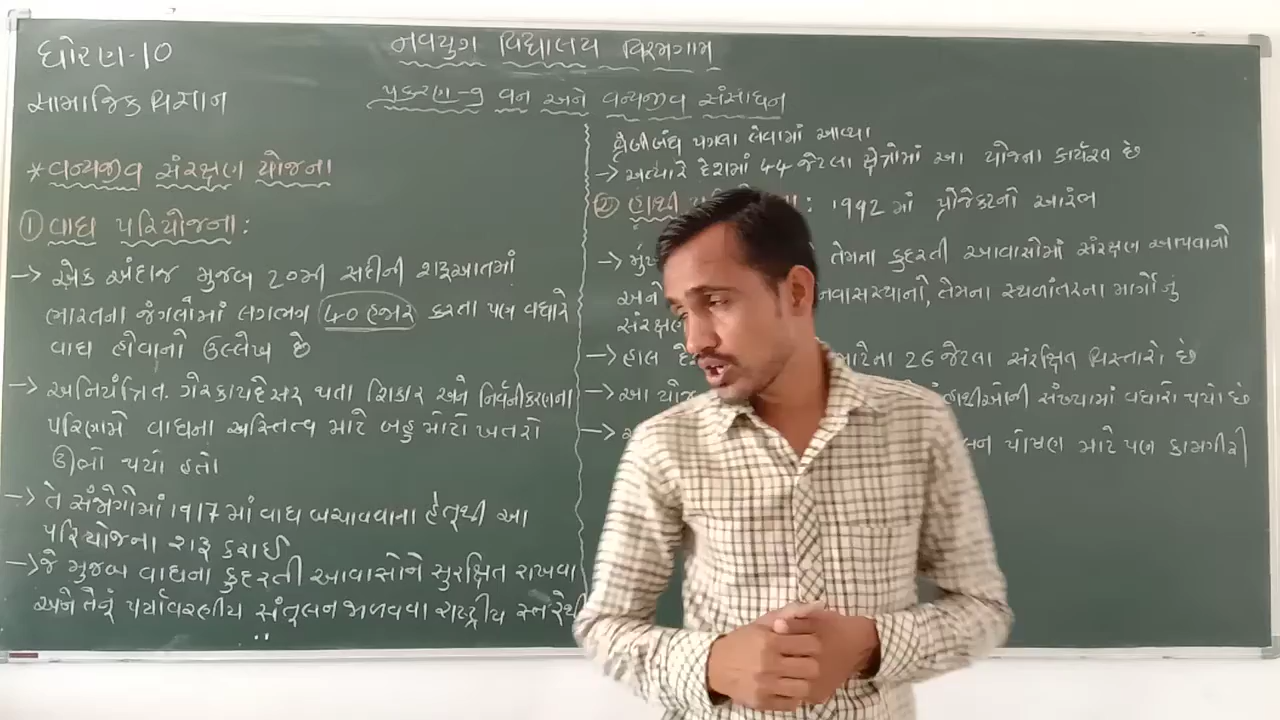 ધોરણ-10
નવયુગ વિદ્યાલય વિરમગામ
સામાજિક વિજ્ઞાન
પ્રકરણ-9 વન અને વન્યજીવ સંસાધન
* વન્યજીવ સંરક્ષણ યોજના
① વાઘ પરિયોજના:
→ એક અંદાજ મુજબ 20મી સદીની શરૂઆતમાં
ભારતના જંગલોમાં લગભગ 40 હજાર કરતા પણ વધારે
વાઘ હોવાનો ઉલ્લેખ છે
→ અનિયંત્રિત ગેરકાયદેસર થતા શિકાર અને નિર્વનીકરણના
પરિણામે વાઘના અસ્તિત્વ માટે બહુ મોટો ખતરો
ઊભો થયો હતો
→ તે સંજોગોમાં 1917 માં વાઘ બચાવવાના હેતુથી આ
પરિયોજના શરૂ કરાઈ
→ જે મુજબ વાઘના કુદરતી આવાસોને સુરક્ષિત રાખવા
અને તેનું પર્યાવરણીય સંતુલન જાળવવા રાષ્ટ્રીય સ્તરેથી
શ્રેણીબંધ પગલા લેવામાં આવ્યા
→ અત્યારે દેશમાં 44 જેટલા ક્ષેત્રોમાં આ યોજના કાર્યરત છે
② હાથી : 1992 માં પ્રોજેક્ટનો આરંભ
→ તેમના કુદરતી આવાસોમાં સંરક્ષણ આપવાનો
અને નિવાસસ્થાનો, તેમના સ્થળાંતરના માર્ગોનું
સંરક્ષણ
→ હાલ માટેના 26 જેટલા સંરક્ષિત વિસ્તારો છે
→ આ હાથીઓની સંખ્યામાં વધારો થયો છે
→ પોષણ માટે પણ કામગીરી